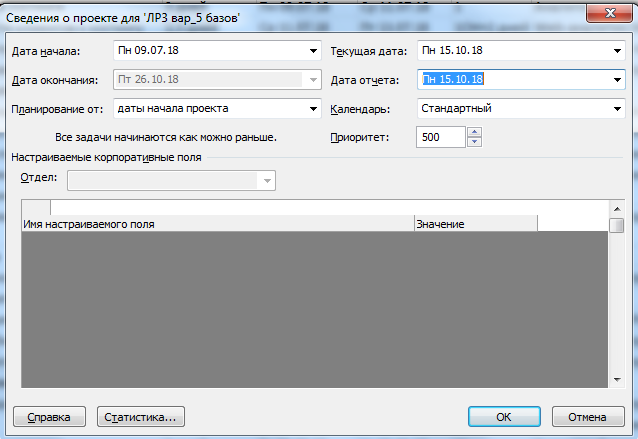 Сведения о проекте для 'ЛР3 вар_5 базов'
Дата начала: Пн 09.07.18 Текущая дата: Пн 15.10.18
Дата окончания: Пт 26.10.18 Дата отчета: Пн 15.10.18
Планирование от: даты начала проекта Календарь: Стандартный
Все задачи начинаются как можно раньше. Приоритет: 500
Настраиваемые корпоративные поля
Отдел:
Имя настраиваемого поля Значение
Справка Статистика... ОК Отмена